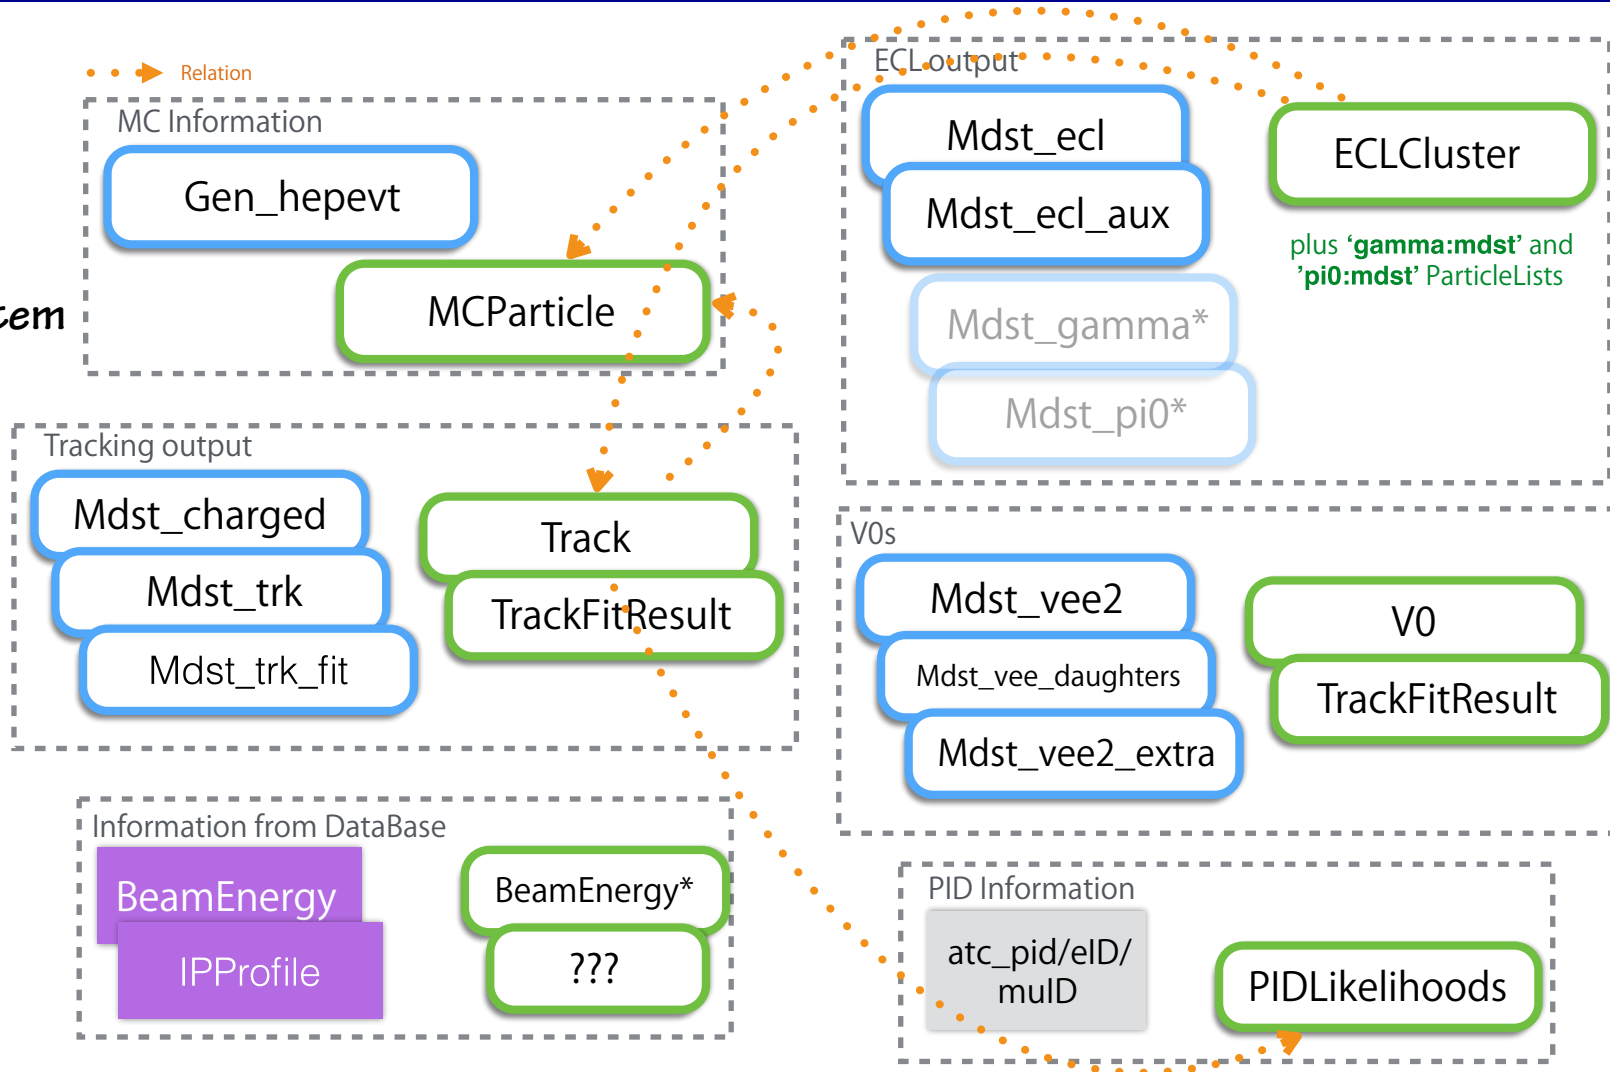 Relation
MC Information
Gen_hepevt
MCParticle
tem
ECL output
Mdst_ecl
Mdst_ecl_aux
Mdst_gamma*
Mdst_pi0*
ECLCluster
plus ‘gamma:mdst’ and
’pi0:mdst’ ParticleLists
Tracking output
Mdst_charged
Mdst_trk
Mdst_trk_fit
Track
TrackFitResult
V0s
Mdst_vee2
Mdst_vee_daughters
Mdst_vee2_extra
V0
TrackFitResult
Information from DataBase
BeamEnergy
IPProfile
BeamEnergy*
???
PID Information
atc_pid/eID/
muID
PIDLikelihoods